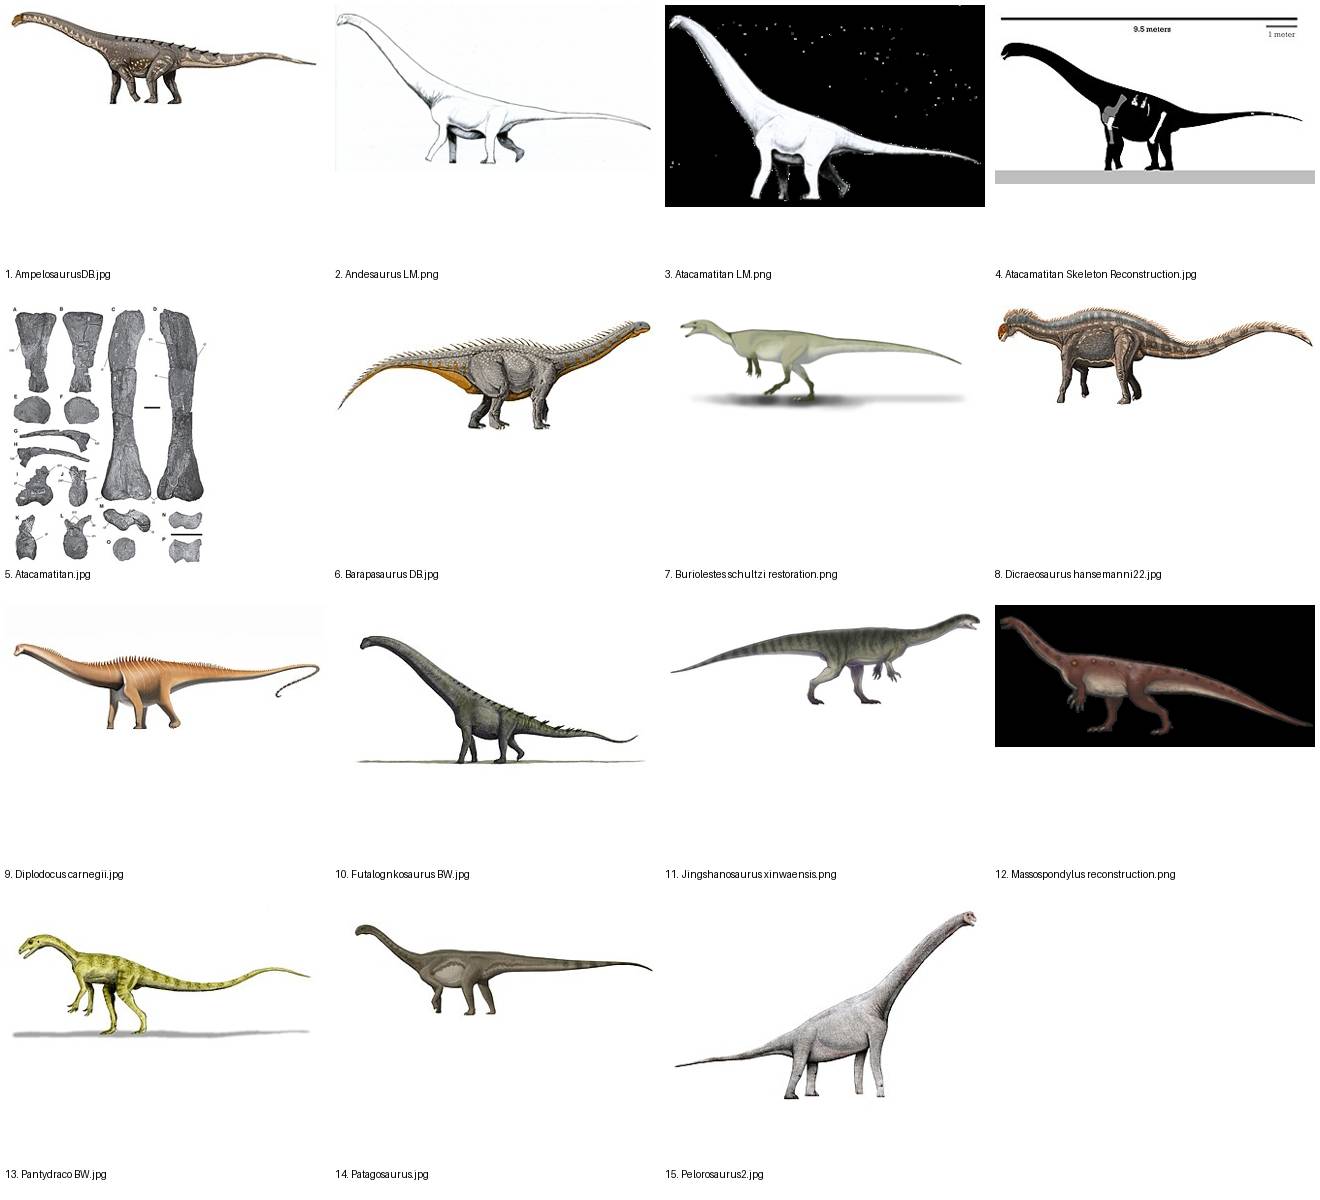 9.5 meters
1 meter
1. AmpelosaurusDB.jpg
2. Andesaurus LM.png
3. Atacamatitan LM.png
4. Atacamatitan Skeleton Reconstruction.jpg
A B C D
E F
G
H
I J
K L M N
O P
5. Atacamatitan.jpg
6. Barapasaurus DB.jpg
7. Buriolestes schultzi restoration.png
8. Dicraeosaurus hansemanni22.jpg
9. Diplodocus carnegii.jpg
10. Futalognkosaurus BW.jpg
11. Jingshanosaurus xinwaensis.png
12. Massospondylus reconstruction.png
13. Pantydraco BW.jpg
14. Patagosaurus.jpg
15. Pelorosaurus2.jpg